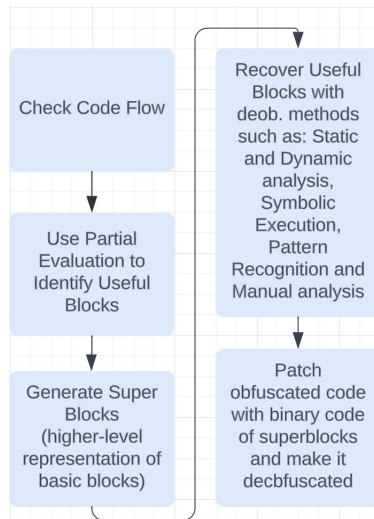 Check Code Flow
Use Partial
Evaluation to
Identify Useful
Blocks
Generate Super
Blocks
(higher-level
representation of
basic blocks)
Recover Useful
Blocks with
deob. methods
such as: Static
and Dynamic
analysis,
Symbolic
Execution,
Pattern
Recognition and
Manual analysis
Patch
obfuscated code
with binary code
of superblocks
and make it
decbfuscated